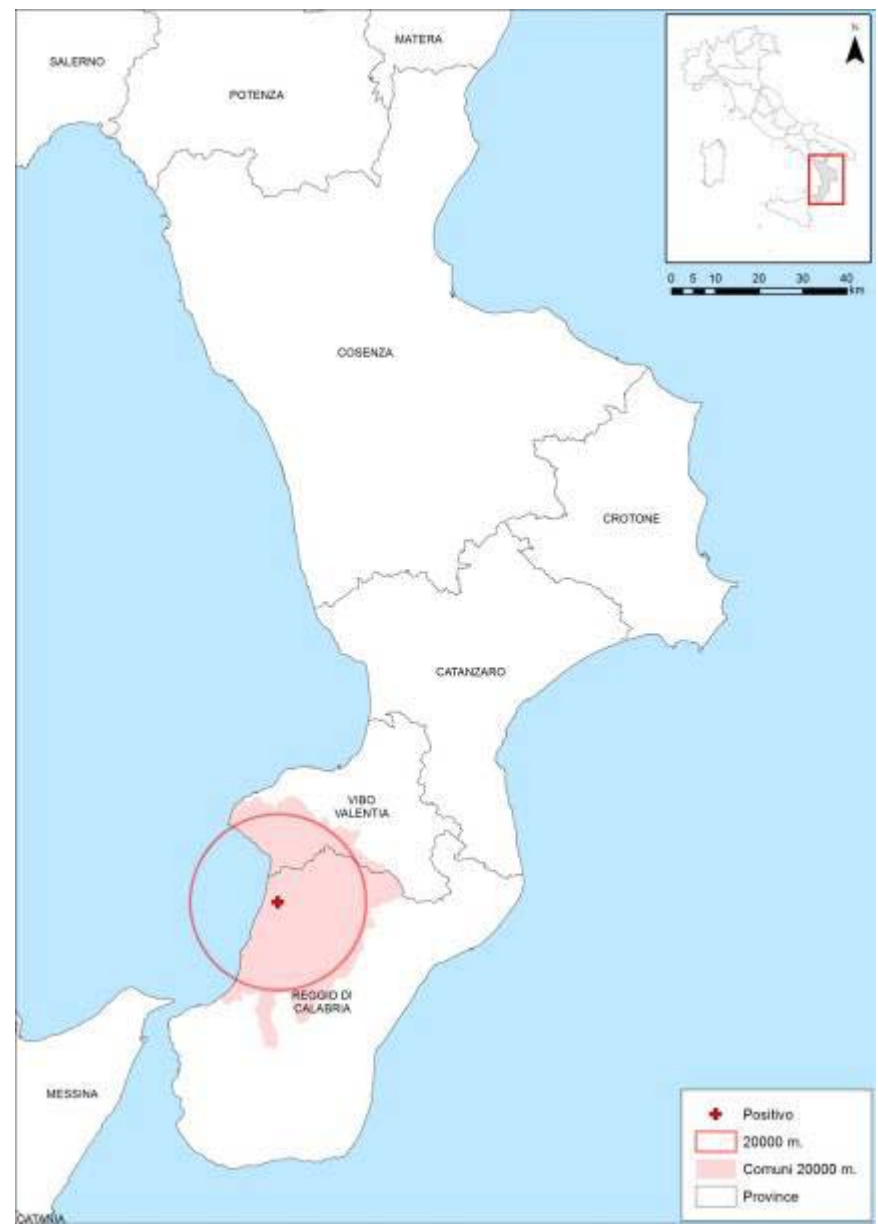 MATERA
SALERNO
POTENZA
N
0 5 10 20 30 40
km
COSENZA
CROTONE
CATANZARO
VIBO
VALENTIA
REGGIO DI
CALABRIA
MESSINA
Positivo
20000 m.
Comuni 20000 m.
Province
CATANIA